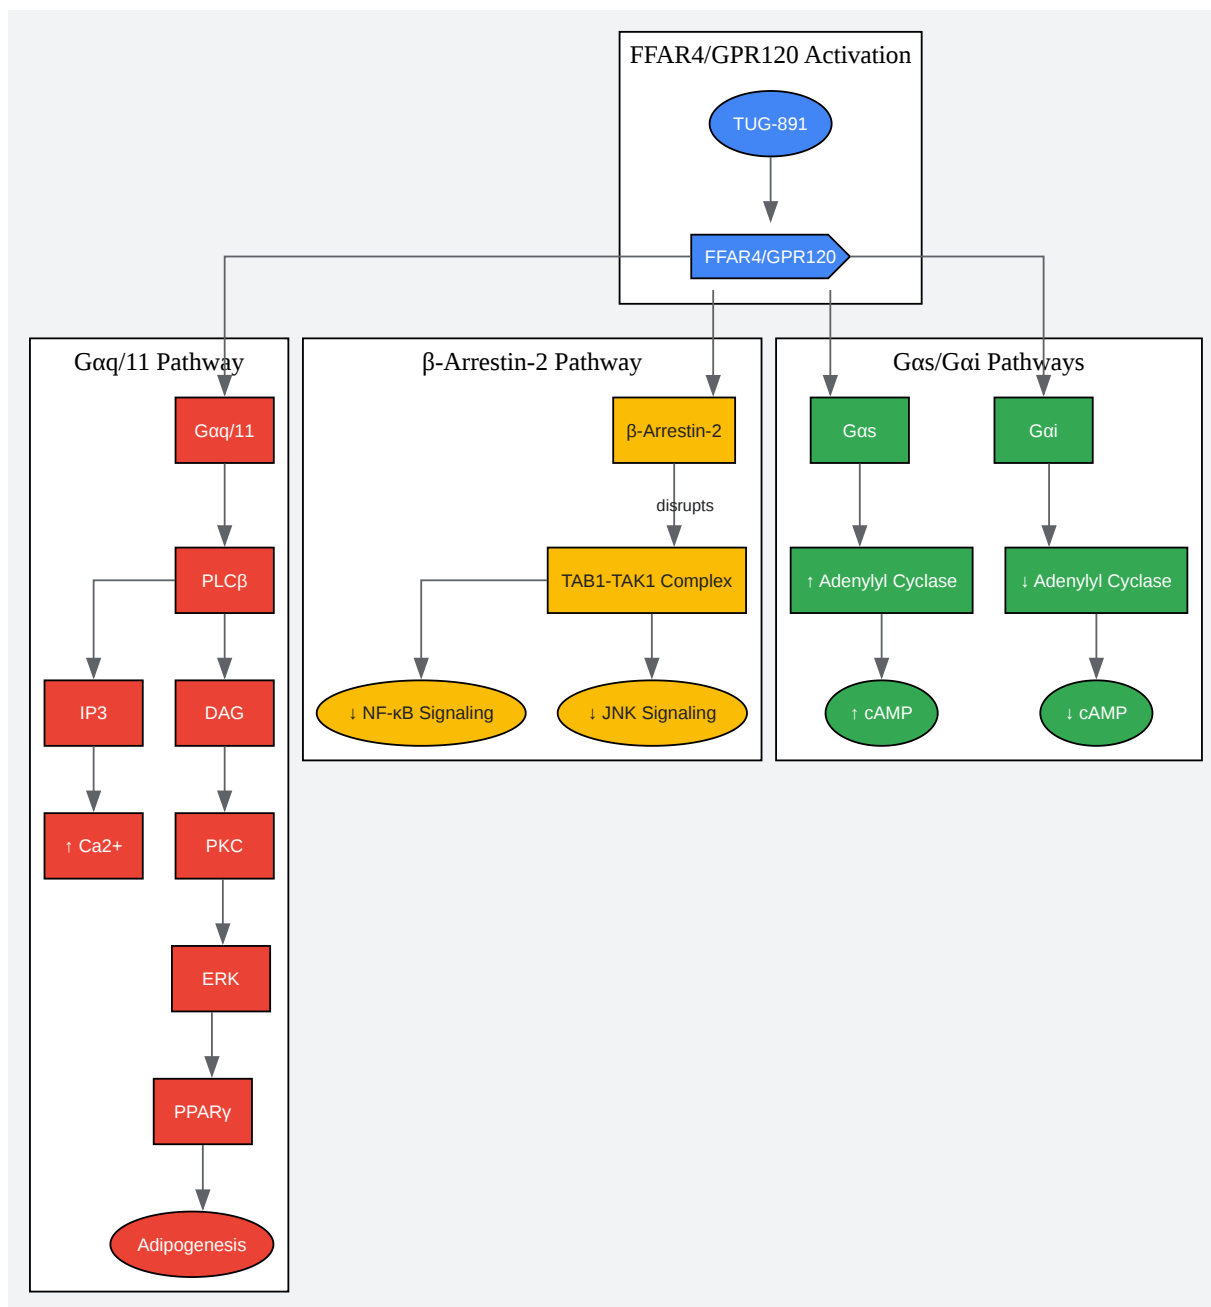 FFAR4/GPR120 Activation
TUG-891
FFAR4/GPR120
Gαq/11 Pathway
Gαq/11
PLCβ
IP3
DAG
↑ Ca2+
PKC
ERK
PPARγ
Adipogenesis
β-Arrestin-2 Pathway
β-Arrestin-2
disrupts
TAB1-TAK1 Complex
↓ NF-κB Signaling
↓ JNK Signaling
Gαs/Gαi Pathways
Gαs
Gαi
↑ Adenylyl Cyclase
↓ Adenylyl Cyclase
↑ cAMP
↓ cAMP